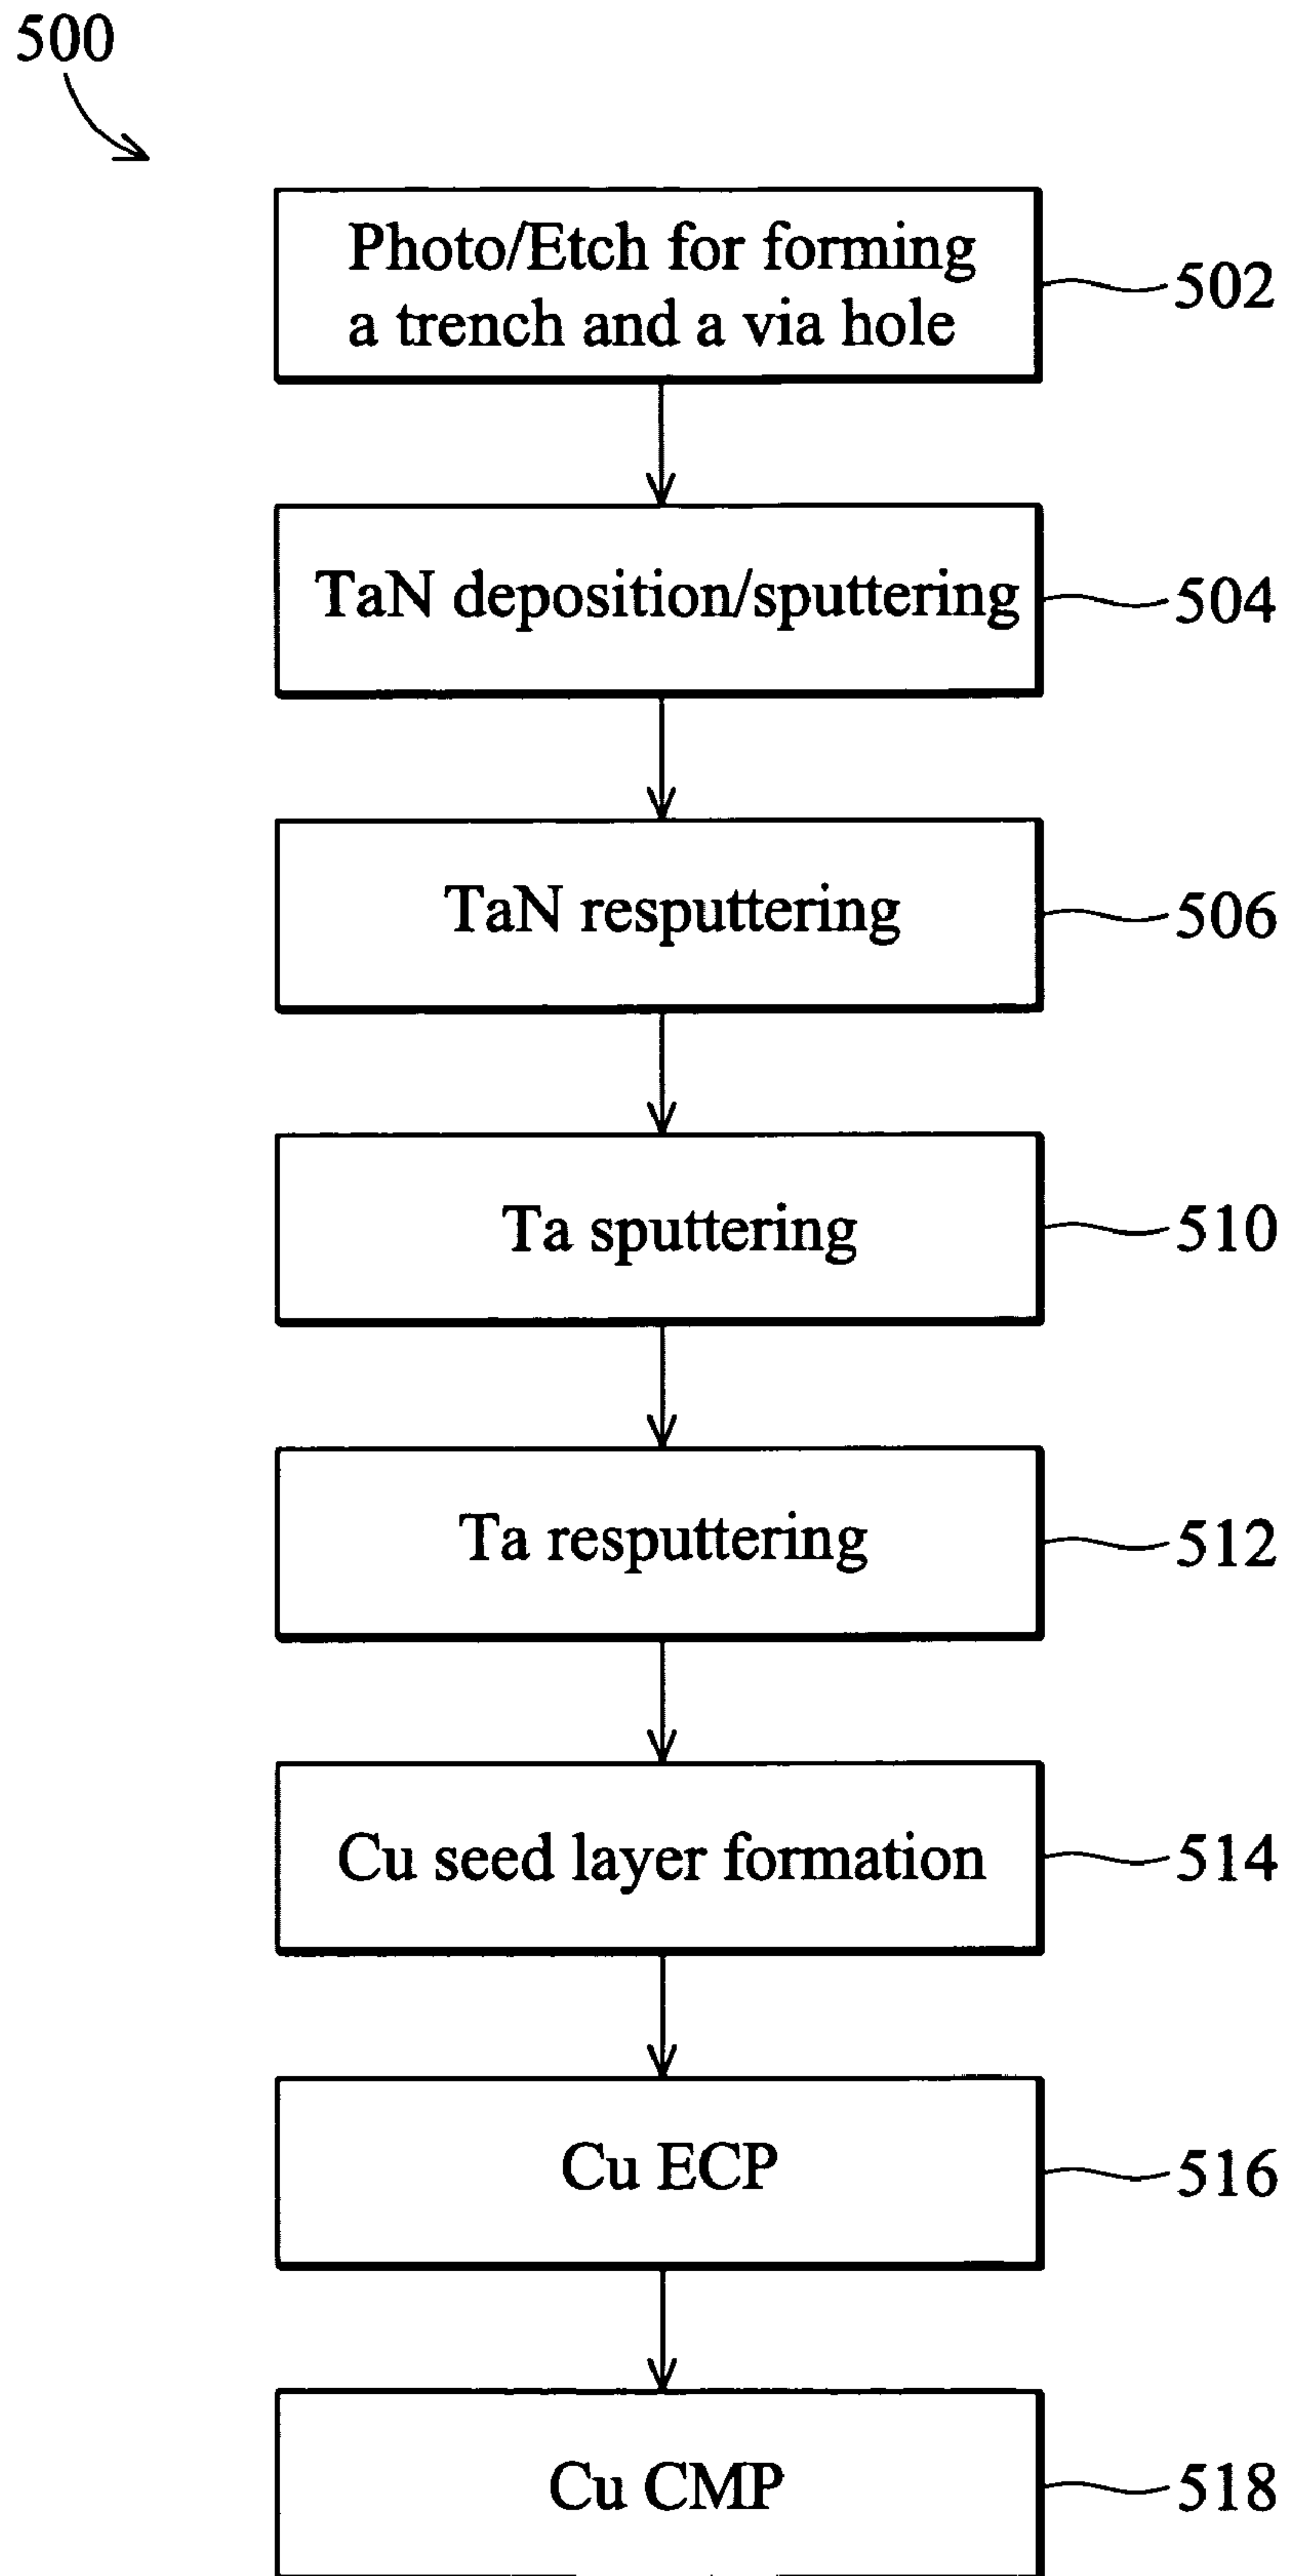 500
Photo/Etch for forming
a trench and a via hole
502
TaN deposition/sputtering
504
TaN resputtering
506
Ta sputtering
510
Ta resputtering
512
Cu seed layer formation
514
Cu ECP
516
Cu CMP
518